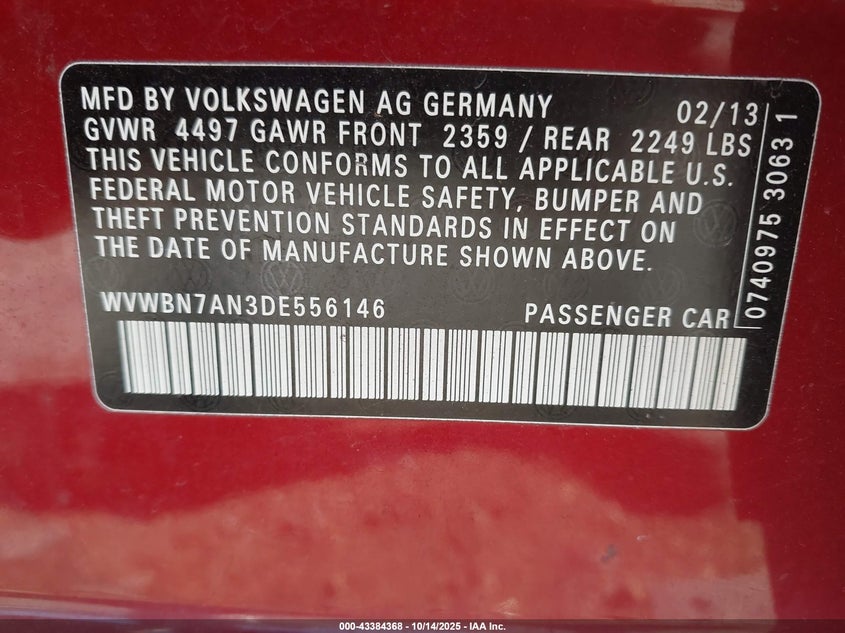 MFD BY VOLKSWAGEN AG GERMANY 02/13
GVWR 4497 GAWR FRONT 2359 / REAR 2249 LBS
THIS VEHICLE CONFORMS TO ALL APPLICABLE U.S.
FEDERAL MOTOR VEHICLE SAFETY, BUMPER AND
THEFT PREVENTION STANDARDS IN EFFECT ON
THE DATE OF MANUFACTURE SHOWN ABOVE.
WVWBN7AN3DE556146 PASSENGER CAR
0740975 3063 1
000-43384368 - 10/14/2025 - IAA Inc.